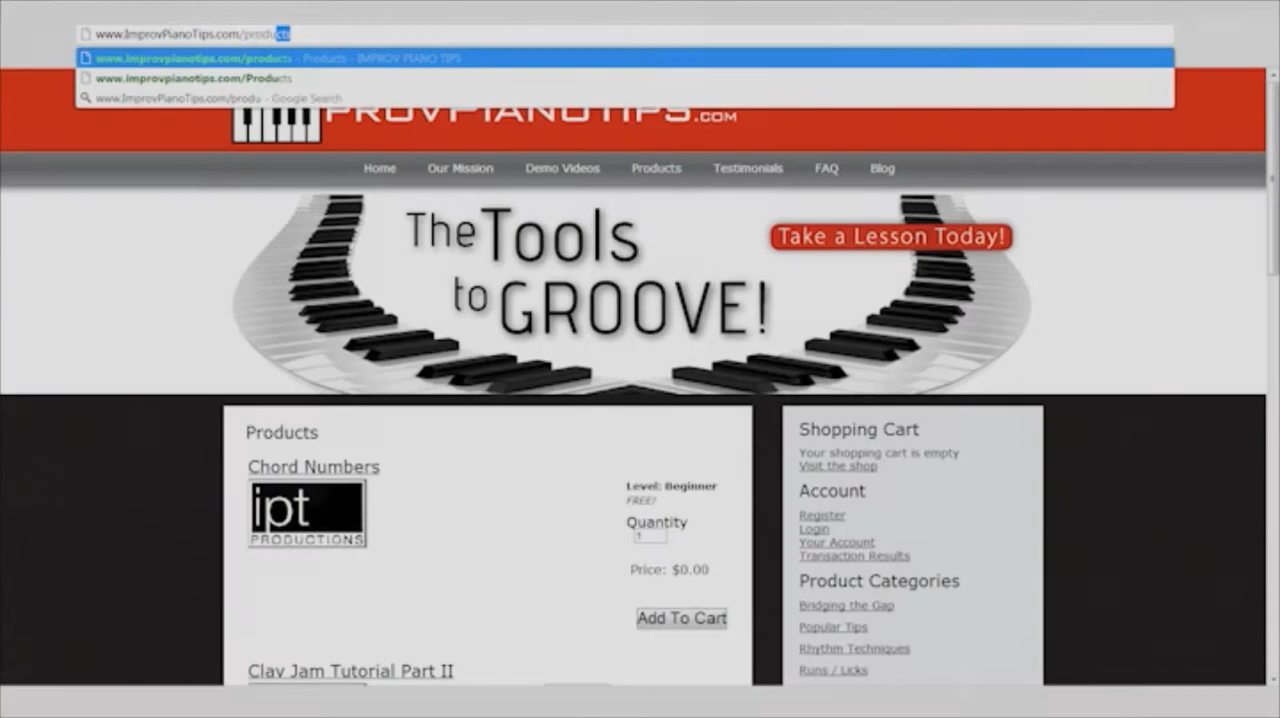 www.ImprovPianoTips.com/products
www.improvpianotips.com/products - Products - IMPROV PIANO TIPS
www.improvpianotips.com/Products
www.ImprovPianoTips.com/produ - Google Search
PROVPIANOTIPS.COM
Home Our Mission Demo Videos Products Testimonials FAQ Blog
The Tools
to GROOVE!
Take a Lesson Today!
Products
Chord Numbers
ipt
PRODUCTIONS
Level: Beginner
FREE!
Quantity
1
Price: $0.00
Add To Cart
Clav Jam Tutorial Part II
Shopping Cart
Your shopping cart is empty
Visit the shop
Account
Register
Login
Your Account
Transaction Results
Product Categories
Bridging the Gap
Popular Tips
Rhythm Techniques
Runs / Licks